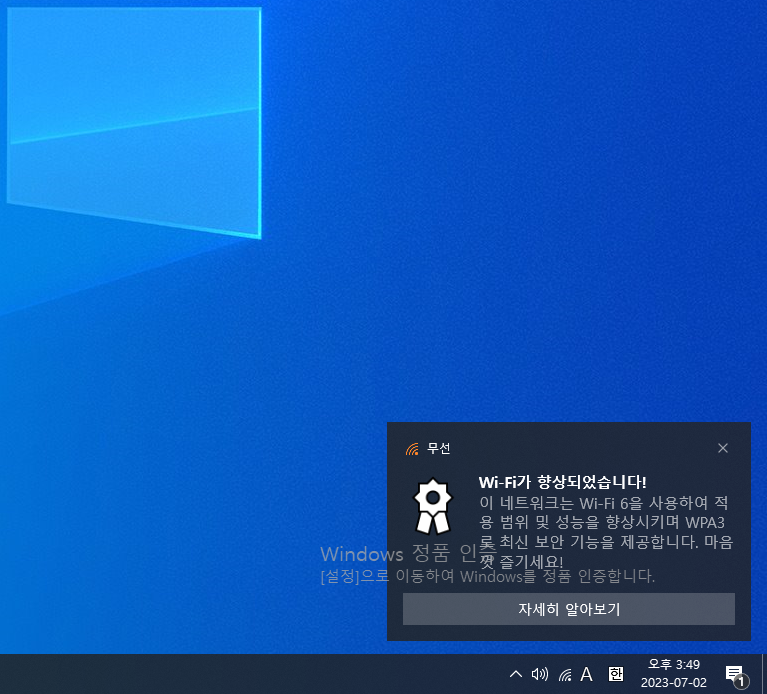 무선
Wi-Fi가 향상되었습니다!
이 네트워크는 Wi-Fi 6을 사용하여 적
용 범위 및 성능을 향상시키며 WPA3
로 최신 보안 기능을 제공합니다. 마음
껏 즐기세요!
Windows 정품 인증
[설정]으로 이동하여 Windows를 정품 인증합니다.
자세히 알아보기
A 한
오후 3:49
2023-07-02
1